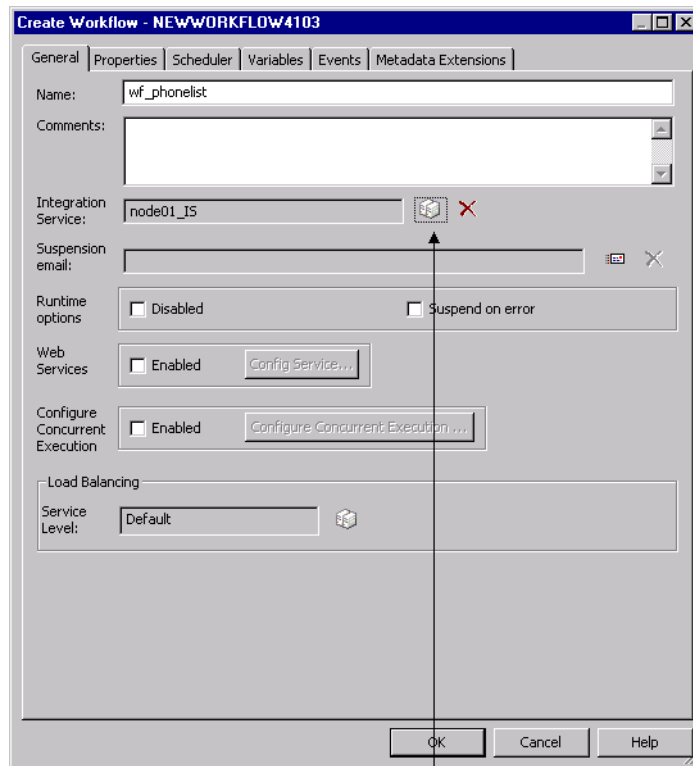 Create Workflow - NEWWORKFLOW4103
General Properties Scheduler Variables Events Metadata Extensions
Name: wf_phonelist
Comments:
Integration
Service: node01_IS
Suspension
email:
Runtime
options Disabled Suspend on error
Web
Services Enabled Config Service...
Configure
Concurrent
Execution Enabled Configure Concurrent Execution ...
Load Balancing
Service
Level: Default
OK Cancel Help